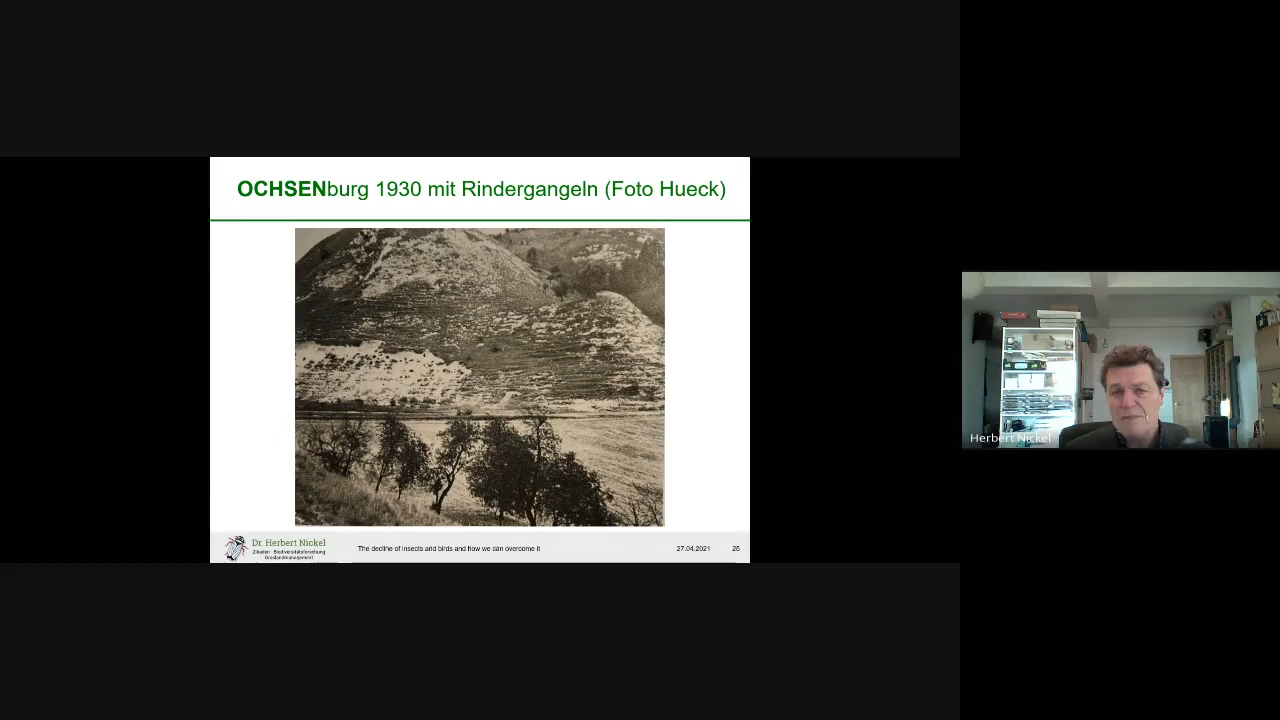 OCHSENburg 1930 mit Rindergangeln (Foto Hueck)
Dr. Herbert Nickel
Zikaden Biodiversitätsforschung
Graslandmanagement
The decline of insects and birds and how we can overcome it
27.04.2021
26
Herbert Nickel